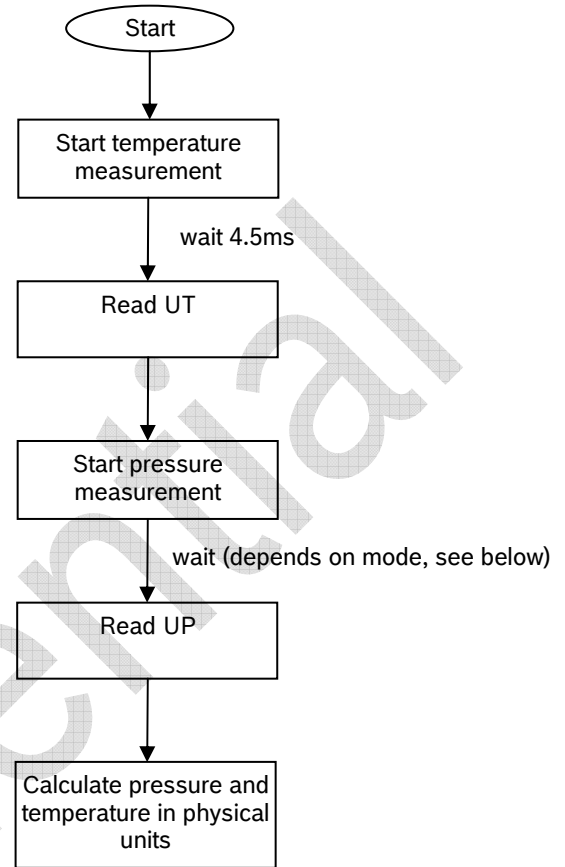 Start
Start temperature
measurement
wait 4.5ms
Read UT
Start pressure
measurement
wait (depends on mode, see below)
Read UP
Calculate pressure and
temperature in physical
units
ential